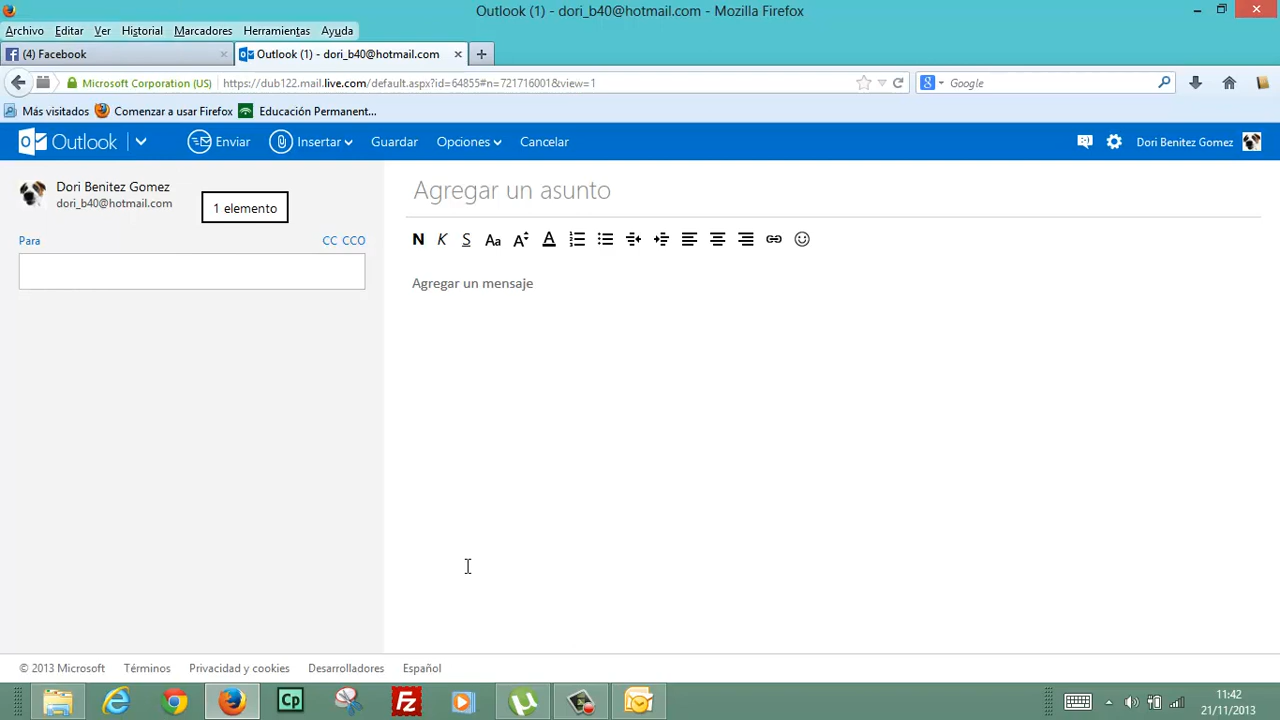 Outlook (1) - dori_b40@hotmail.com - Mozilla Firefox
Archivo Editar Ver Historial Marcadores Herramientas Ayuda
(4) Facebook × Outlook (1) - dori_b40@hotmail.com × +
Microsoft Corporation (US) https://dub122.mail.live.com/default.aspx?id=64855#n=721716001&view=1 Google
Más visitados Comenzar a usar Firefox Educación Permanent...
Outlook Enviar Insertar Guardar Opciones Cancelar Dori Benitez Gomez
Dori Benitez Gomez
dori_b40@hotmail.com
1 elemento
Agregar un asunto
Para CC CCO
N K S Aa A A
Agregar un mensaje
© 2013 Microsoft Términos Privacidad y cookies Desarrolladores Español
Cp Fz
11:42
21/11/2013